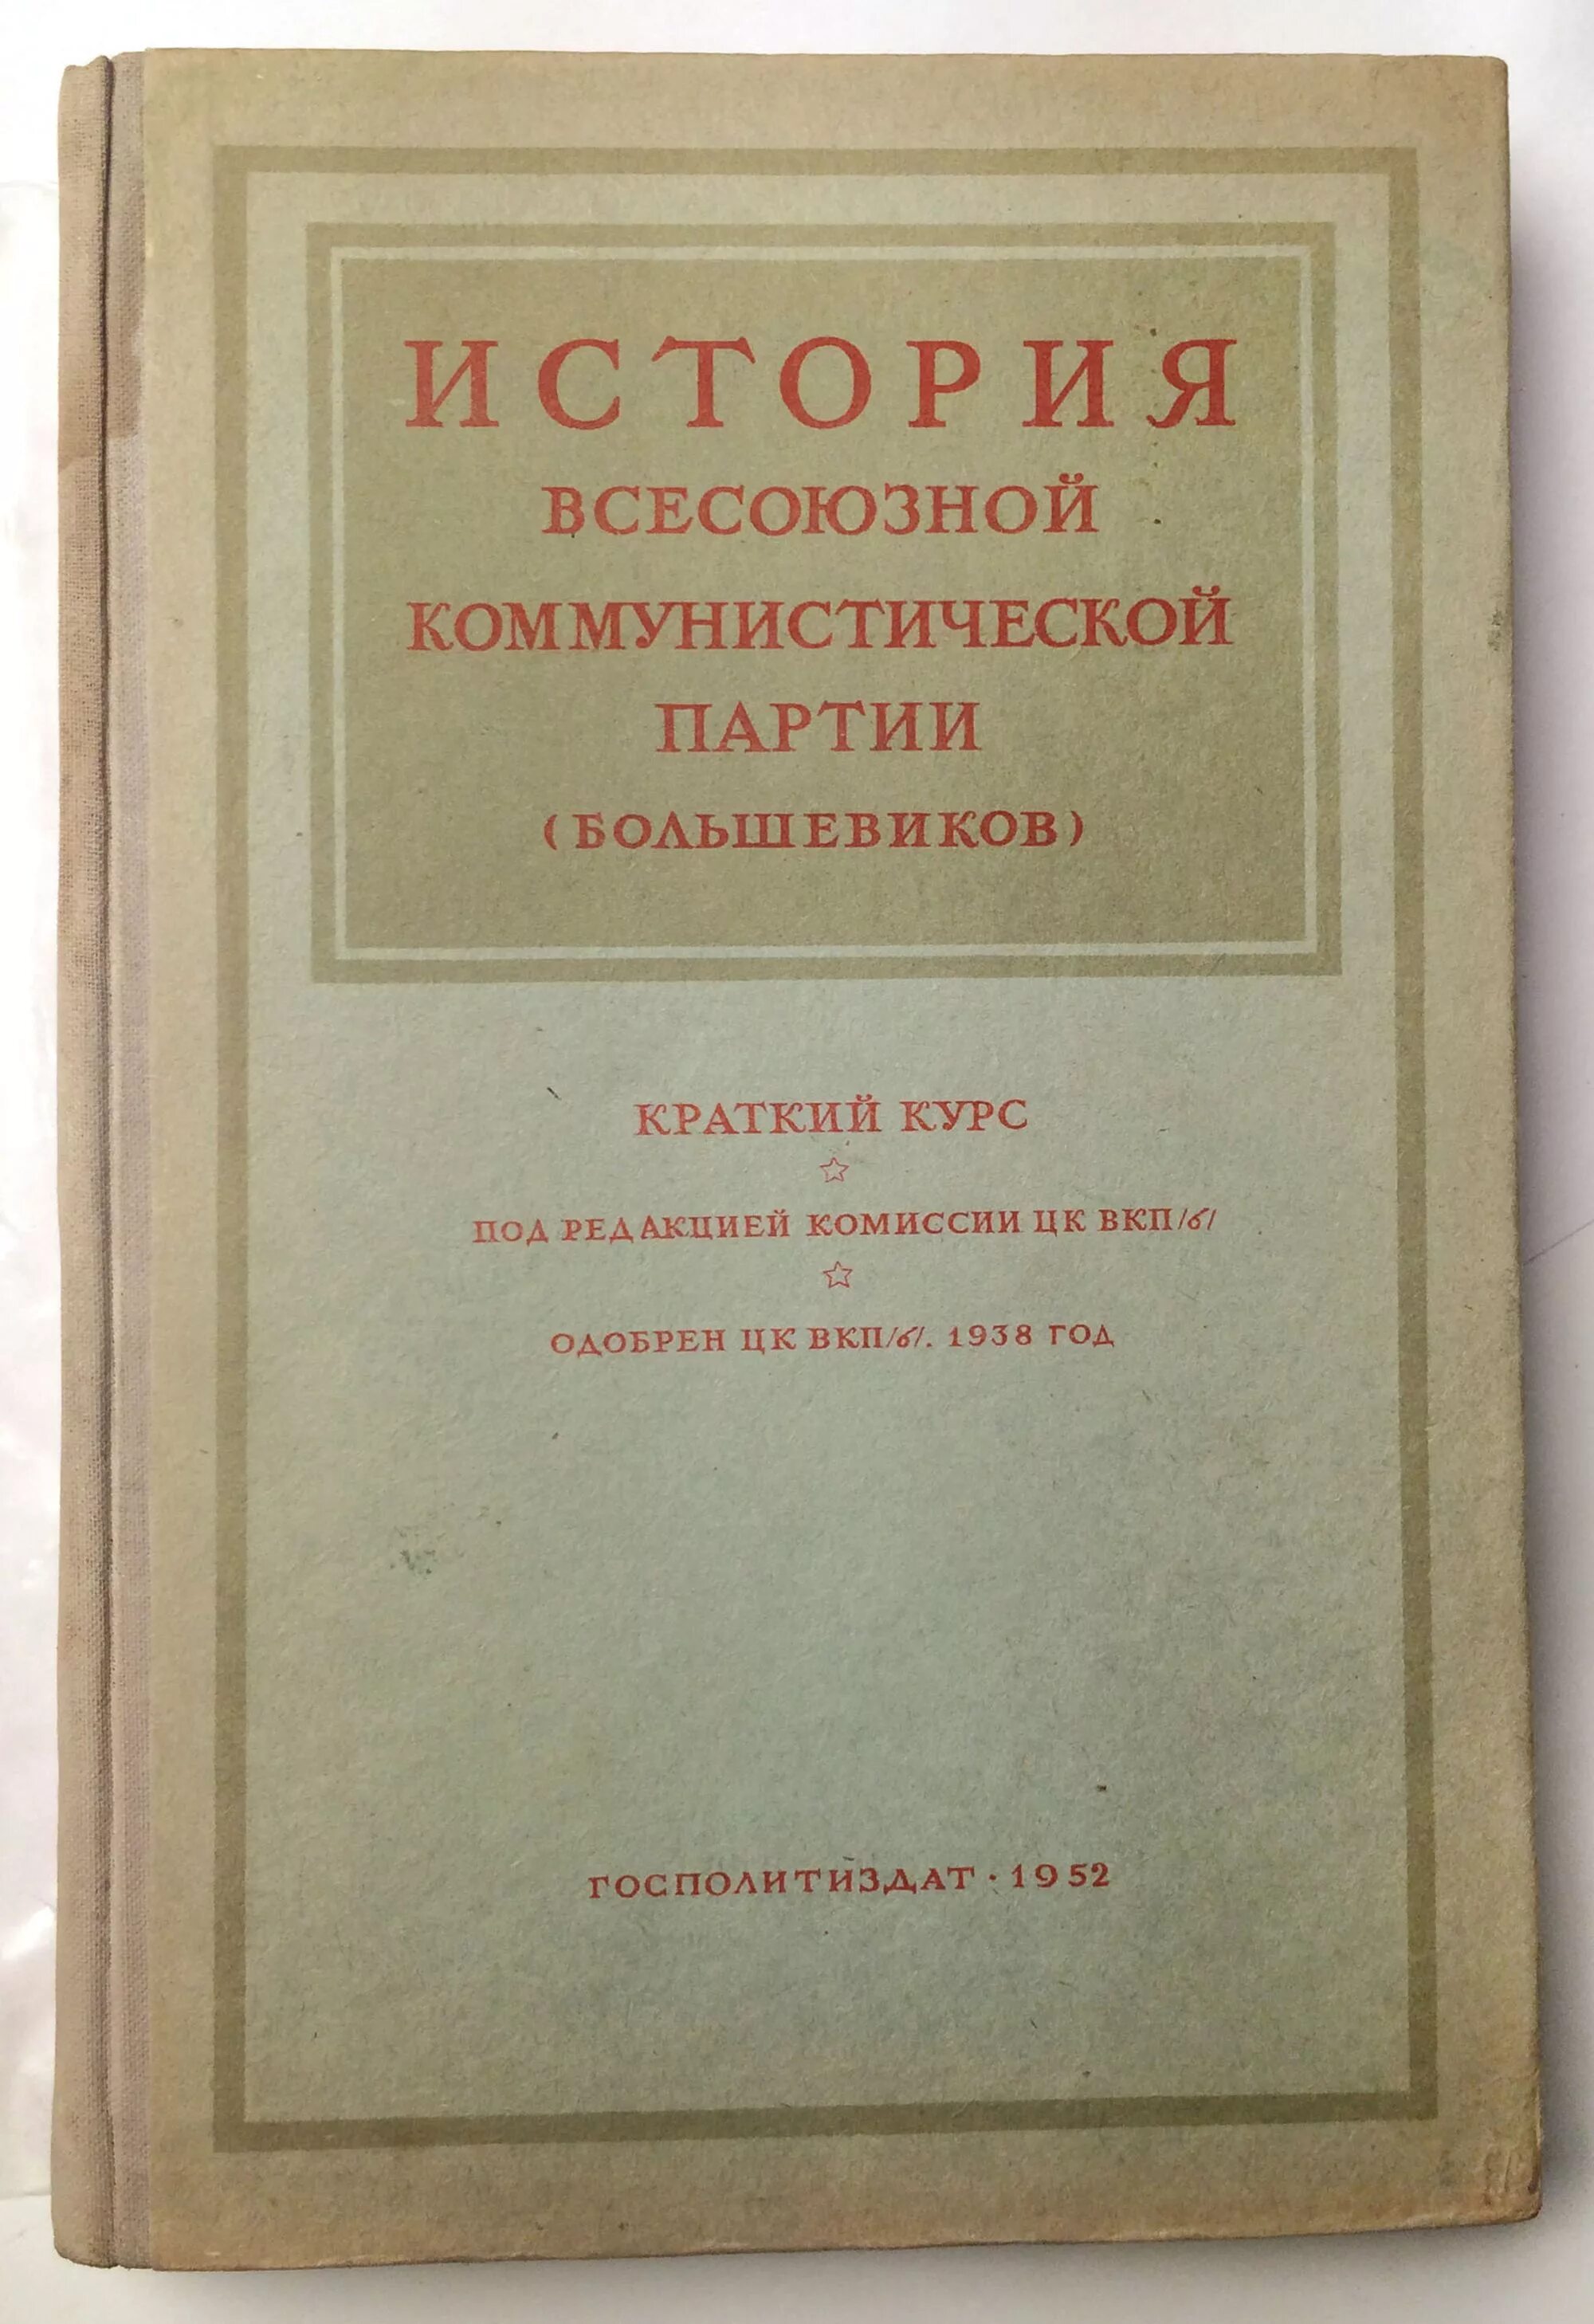 ИСТОРИЯ
ВСЕСОЮЗНОЙ
КОММУНИСТИЧЕСКОЙ
ПАРТИИ
(БОЛЬШЕВИКОВ)
КРАТКИЙ КУРС
ПОД РЕДАКЦИЕЙ КОМИССИИ ЦК ВКП/б/
ОДОБРЕН ЦК ВКП/б/. 1938 ГОД
ГОСПОЛИТИЗДАТ · 1952